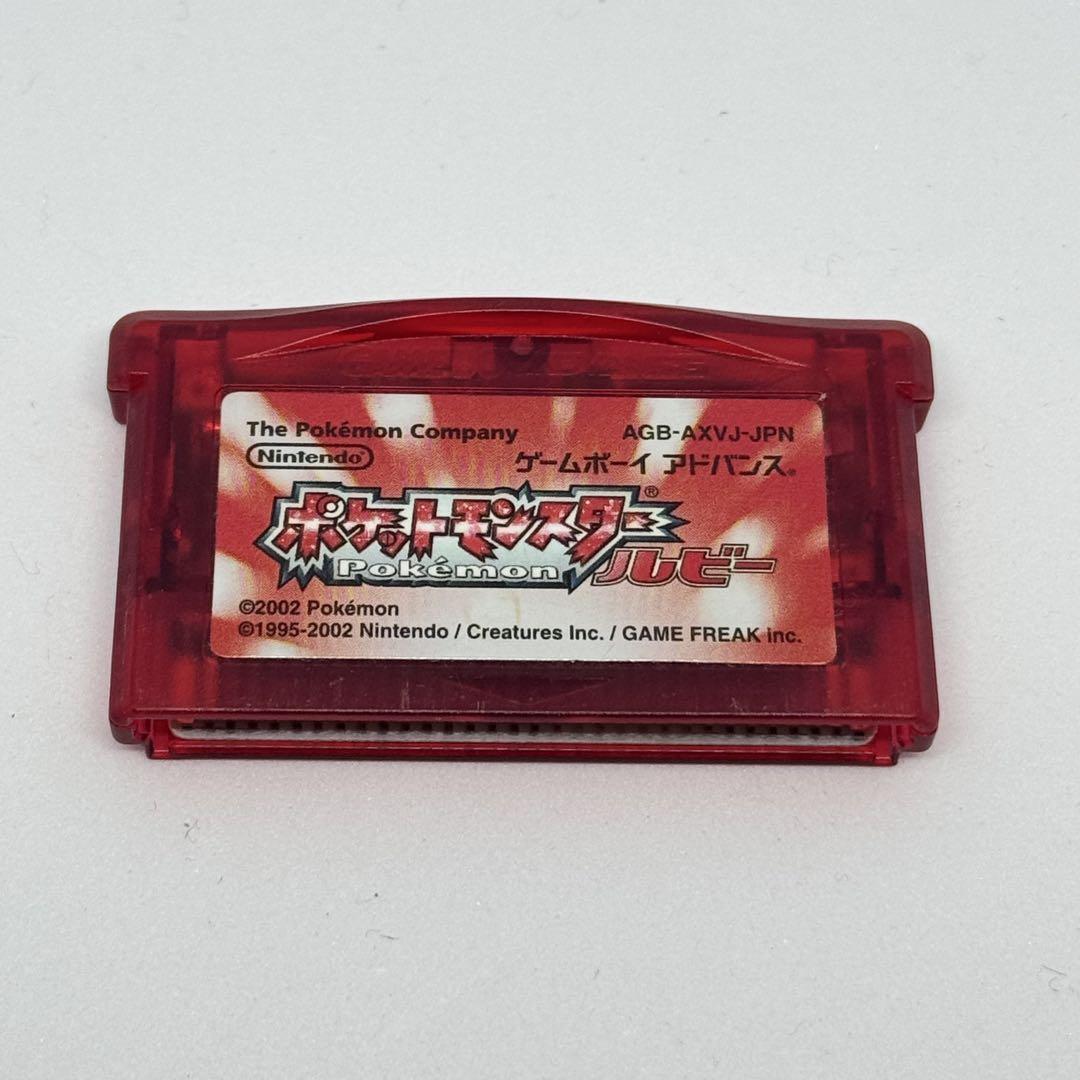 The Pokémon Company AGB-AXVJ-JPN
Nintendo ゲームボーイ アドバンス®
ポケットモンスター®
Pokémon ルビー
©2002 Pokémon
©1995-2002 Nintendo / Creatures Inc. / GAME FREAK inc.